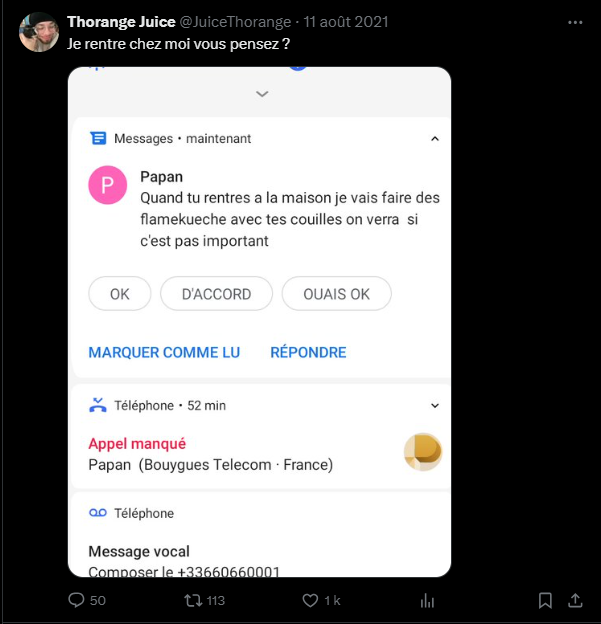 Thorange Juice @JuiceThorange · 11 août 2021
Je rentre chez moi vous pensez ?
Messages • maintenant
P
Papan
Quand tu rentres a la maison je vais faire des
flamekueche avec tes couilles on verra si
c'est pas important
OK
D'ACCORD
OUAIS OK
MARQUER COMME LU
RÉPONDRE
Téléphone • 52 min
Appel manqué
Papan (Bouygues Telecom · France)
Téléphone
Message vocal
Composer le +33660660001
50
113
1 k